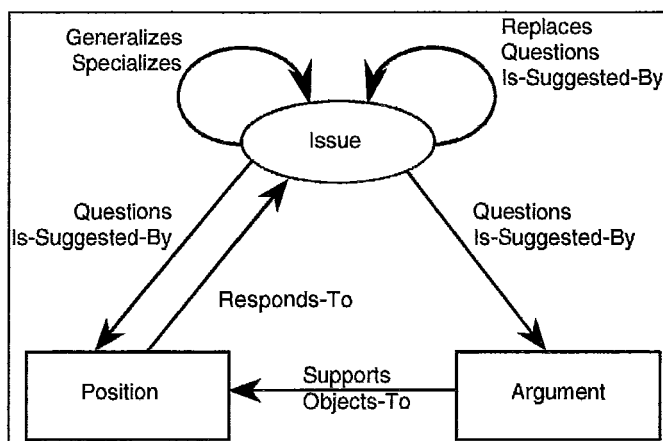 Generalizes
Specializes
Replaces
Questions
Is-Suggested-By
Issue
Questions
Is-Suggested-By
Questions
Is-Suggested-By
Responds-To
Position
Supports
Objects-To
Argument